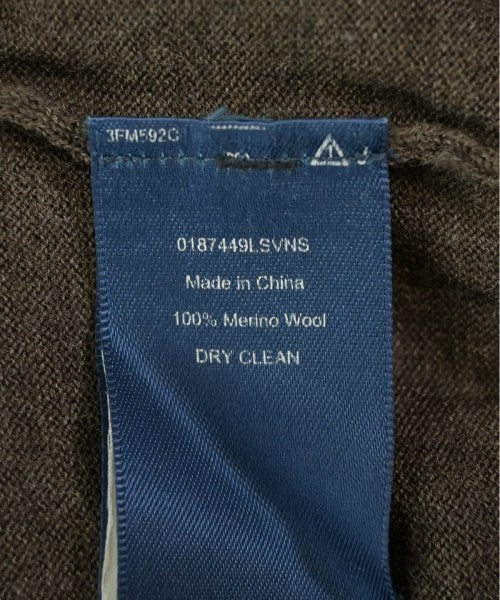 3FM592C
0187449LSVNS
Made in China
100% Merino Wool
DRY CLEAN